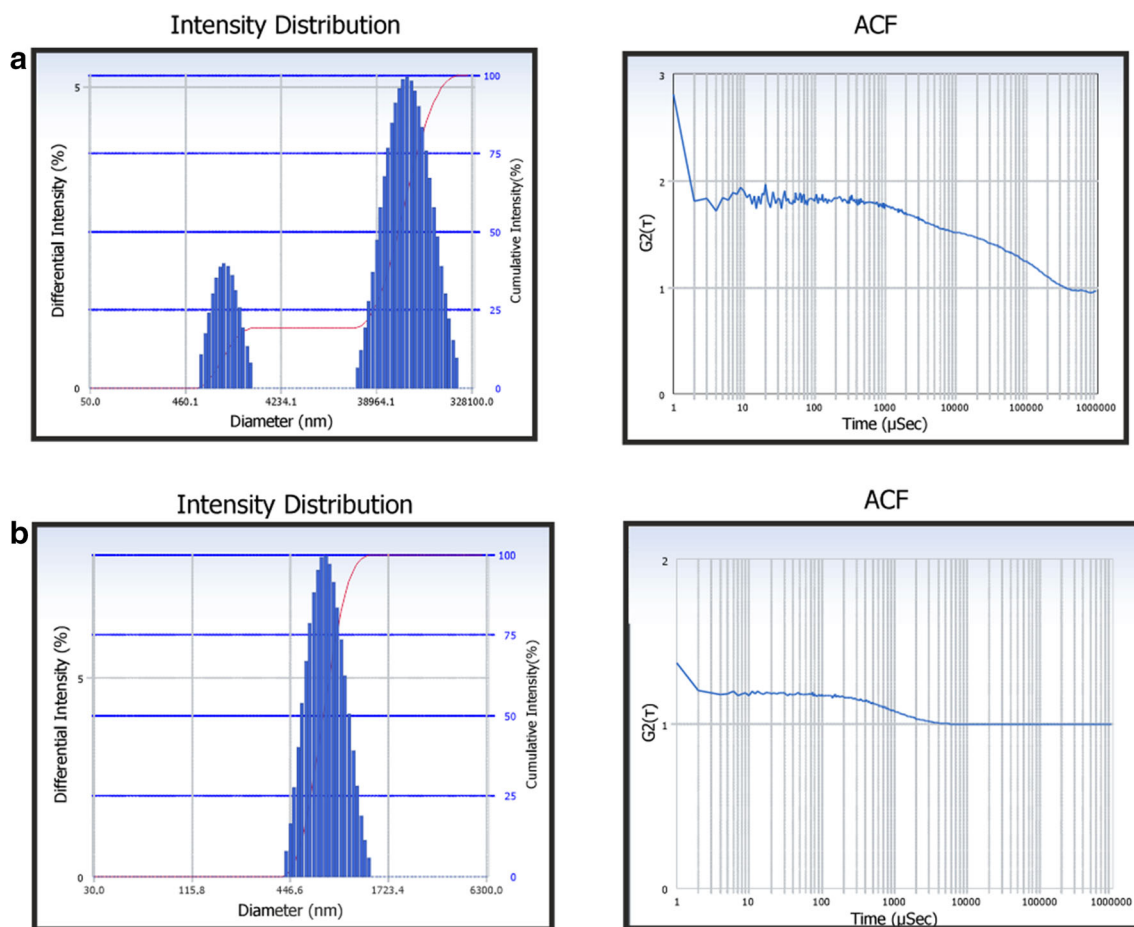 Intensity Distribution
ACF
a
5
0
Differential Intensity (%)
100
75
50
25
0
Cumulative Intensity(%)
50.0 460.1 4234.1 38964.1 328100.0
Diameter (nm)
3
2
1
0
G2(τ)
1 10 100 1000 10000 100000 1000000
Time (µSec)
Intensity Distribution
ACF
b
5
0
Differential Intensity (%)
100
75
50
25
0
Cumulative Intensity(%)
30.0 115.8 446.6 1723.4 6300.0
Diameter (nm)
2
1
0
G2(τ)
1 10 100 1000 10000 100000 1000000
Time (µSec)